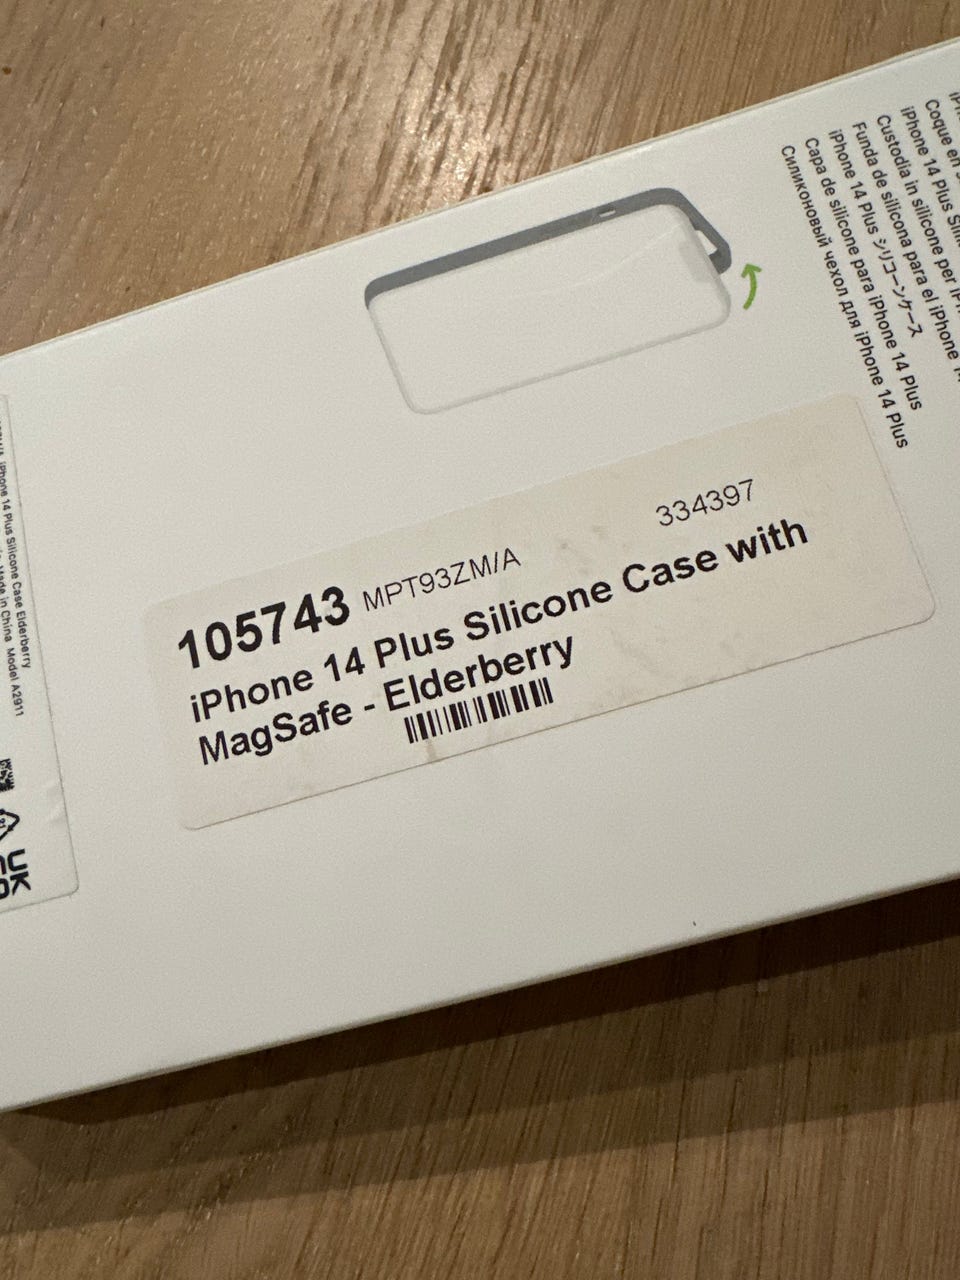 Coque en
iPhone 14 Plus
Custodia in silicone per
Funda de silicona para el iPhone
iPhone 14 Plus シリコーンケース
Capa de silicone para iPhone 14 Plus
Силиконовый чехол для iPhone 14 Plus
105743 MPT93ZM/A 334397
iPhone 14 Plus Silicone Case with
MagSafe - Elderberry
iPhone 14 Plus Silicone Case Elderberry
Made in China Model A2911
UK